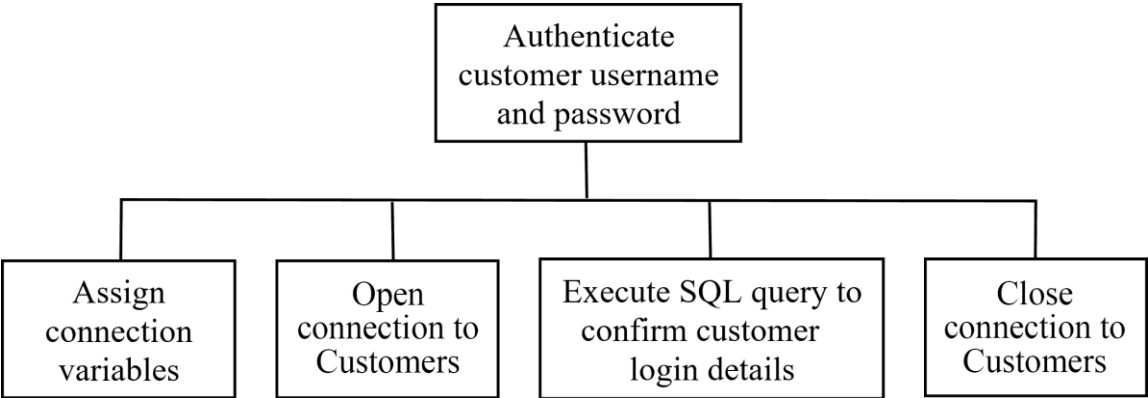 Authenticate
customer username
and password
Assign
connection
variables
Open
connection to
Customers
Execute SQL query to
confirm customer
login details
Close
connection to
Customers